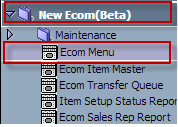 New Ecom(Beta)
Maintenance
Ecom Menu
Ecom Item Master
Ecom Transfer Queue
Item Setup Status Report
Ecom Sales Rep Report